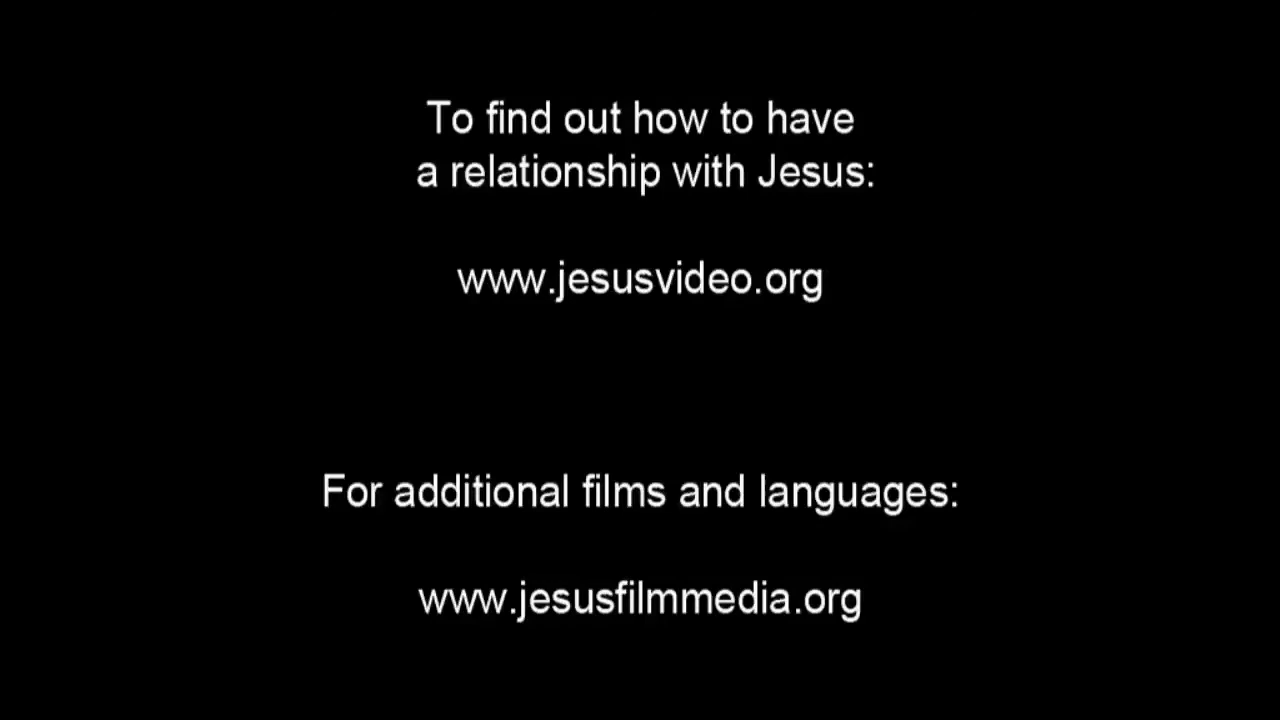 To find out how to have
a relationship with Jesus:
www.jesusvideo.org
For additional films and languages:
www.jesusfilmmedia.org